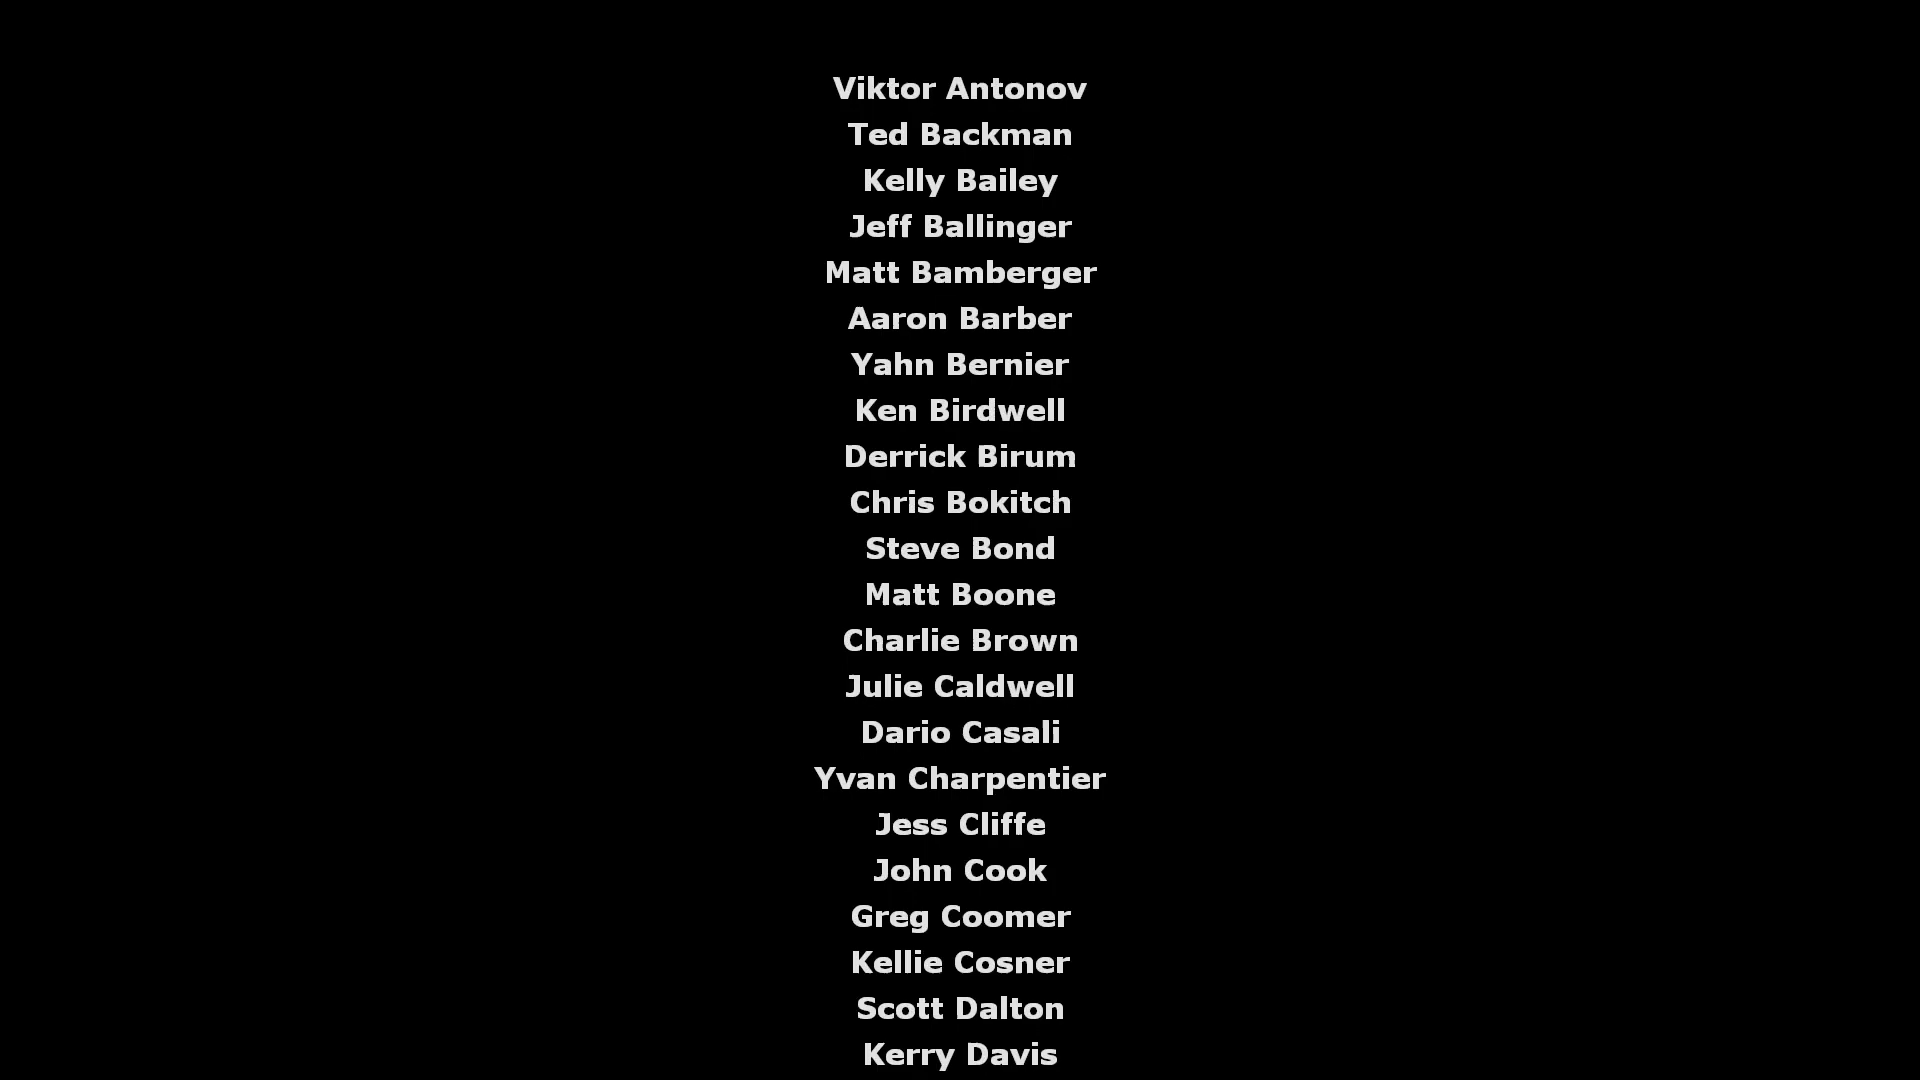 Viktor Antonov
Ted Backman
Kelly Bailey
Jeff Ballinger
Matt Bamberger
Aaron Barber
Yahn Bernier
Ken Birdwell
Derrick Birum
Chris Bokitch
Steve Bond
Matt Boone
Charlie Brown
Julie Caldwell
Dario Casali
Yvan Charpentier
Jess Cliffe
John Cook
Greg Coomer
Kellie Cosner
Scott Dalton
Kerry Davis